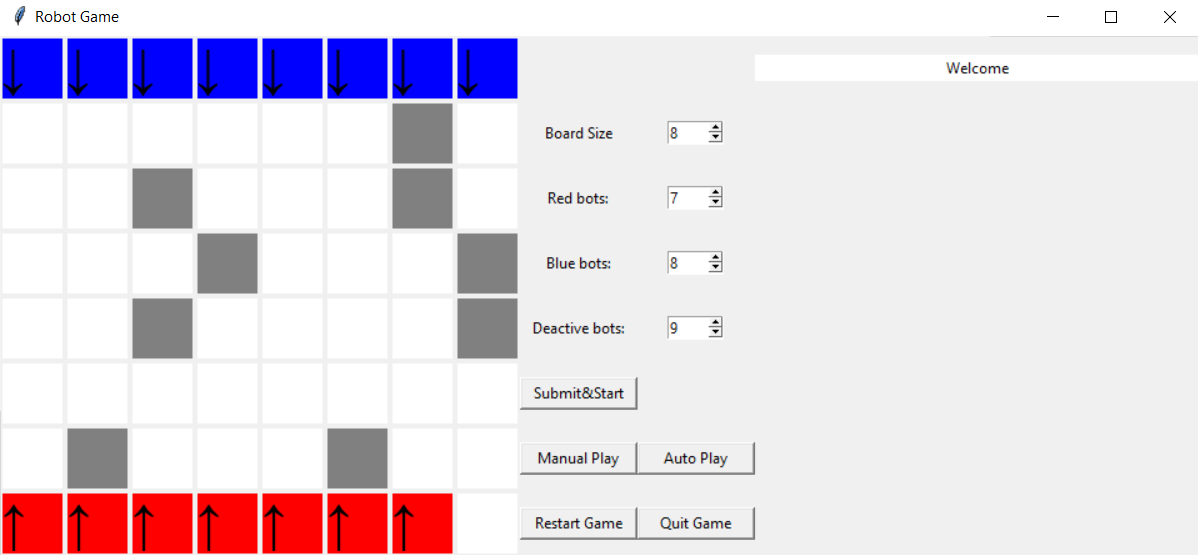 Robot Game
Welcome
Board Size 8
Red bots: 7
Blue bots: 8
Deactive bots: 9
Submit&Start
Manual Play Auto Play
Restart Game Quit Game